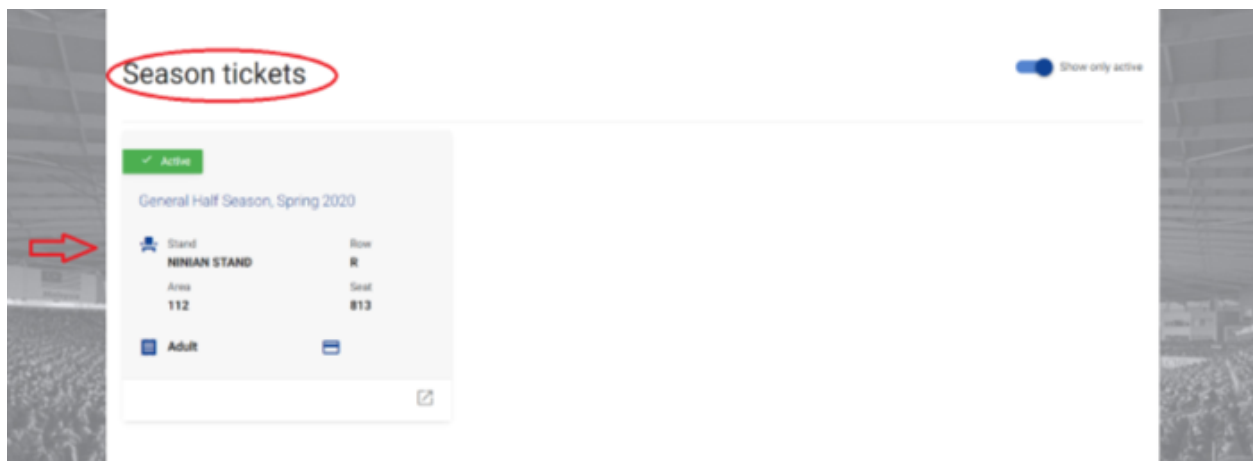 Season tickets
Show only active
Active
General Half Season, Spring 2020
Stand Row
NINIAN STAND R
Area Seat
112 813
Adult